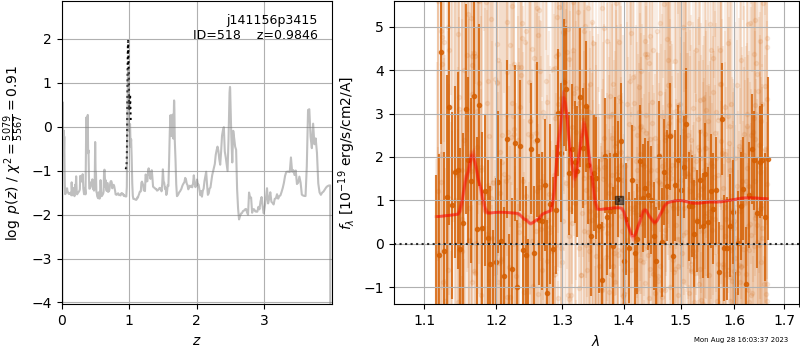 j141156p3415
ID=518 z=0.9846
log p(z) / χ² = 5079/5567 = 0.91
2
1
0
−1
−2
−3
−4
0 1 2 3
z
fλ [10⁻¹⁹ erg/s/cm2/A]
5
4
3
2
1
0
−1
1.1 1.2 1.3 1.4 1.5 1.6 1.7
λ
Mon Aug 28 16:03:37 2023